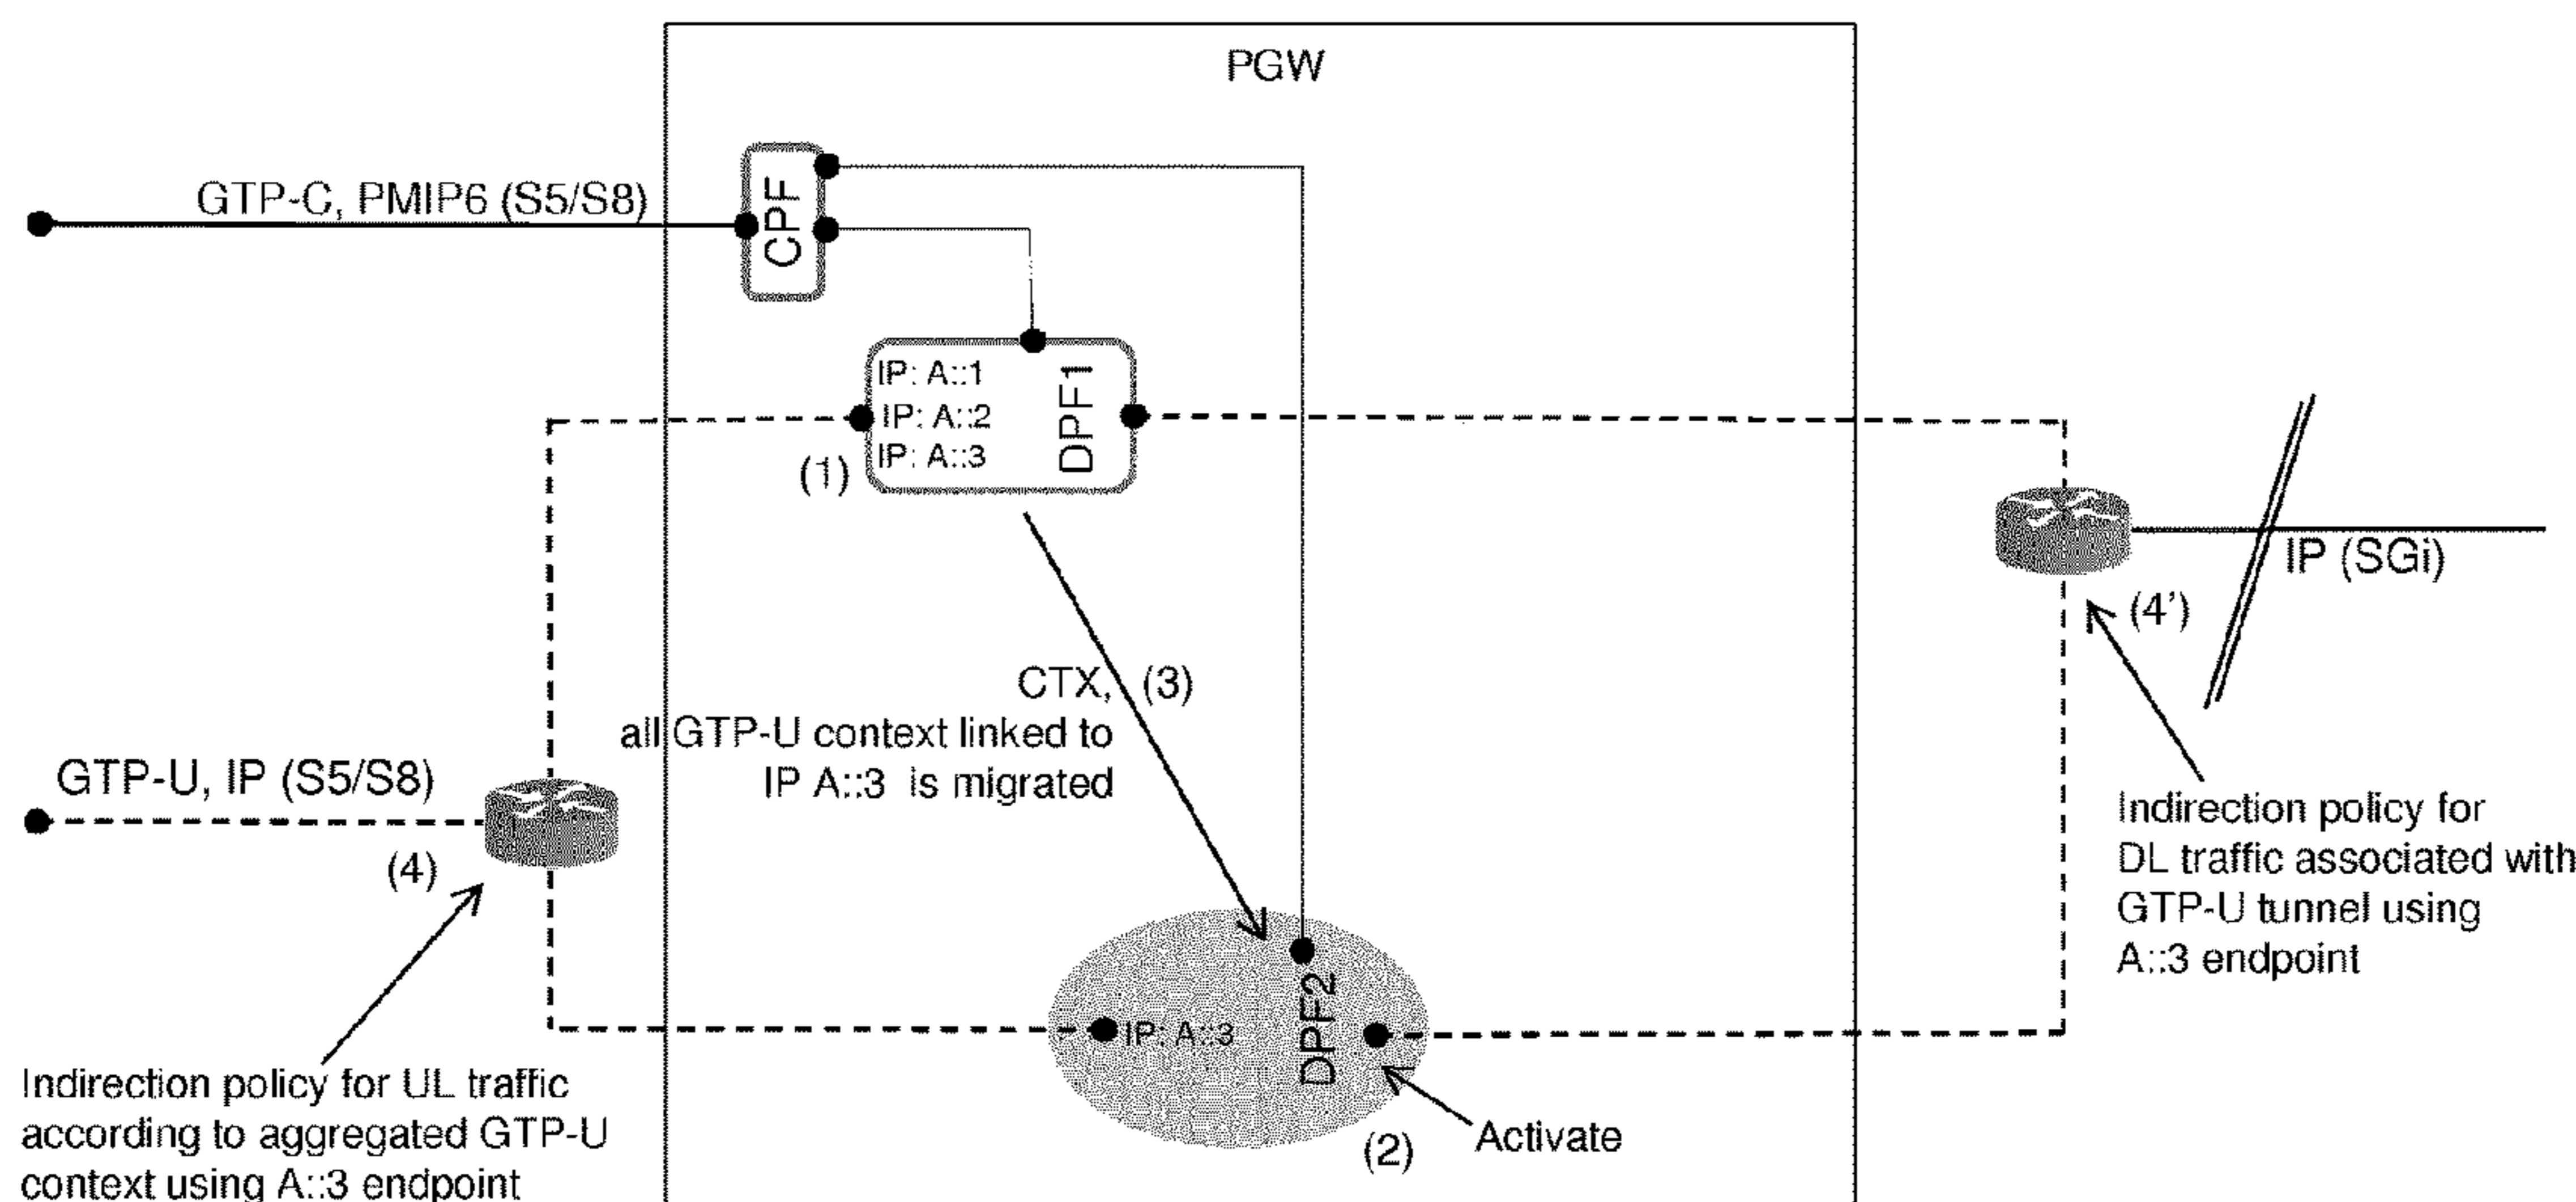 PGW
GTP-C, PMIP6 (S5/S8)
CPF
IP: A::1
IP: A::2
IP: A::3
DPF1
(1)
IP (SGi)
(4')
CTX, (3)
all GTP-U context linked to
IP A::3 is migrated
GTP-U, IP (S5/S8)
(4)
Indirection policy for
DL traffic associated with
GTP-U tunnel using
A::3 endpoint
IP: A::3
DPF2
Activate
(2)
Indirection policy for UL traffic
according to aggregated GTP-U
context using A::3 endpoint